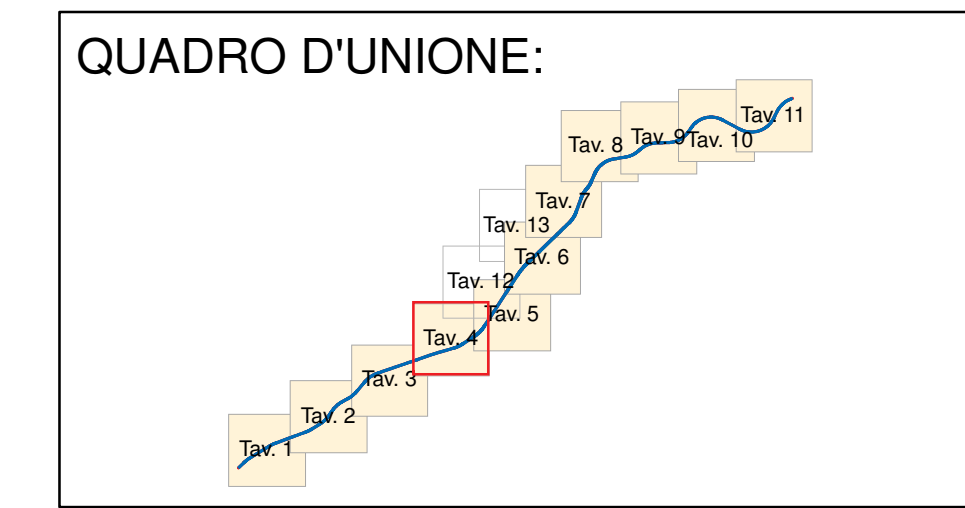 QUADRO D'UNIONE:
Tav. 11
Tav. 8
Tav. 9
Tav. 10
Tav. 7
Tav. 13
Tav. 6
Tav. 12
Tav. 5
Tav. 4
Tav. 3
Tav. 2
Tav. 1